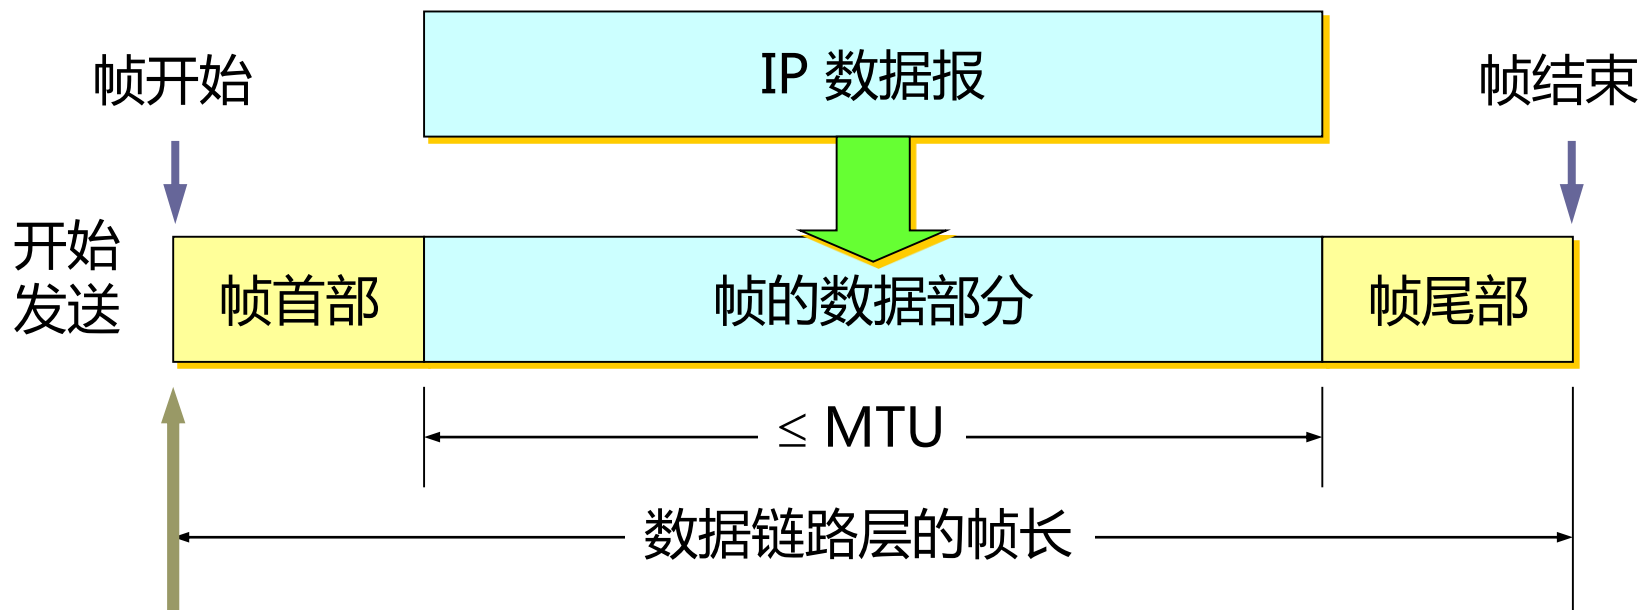 IP 数据报
帧开始
帧结束
开始
发送
帧首部
帧的数据部分
帧尾部
≤ MTU
数据链路层的帧长